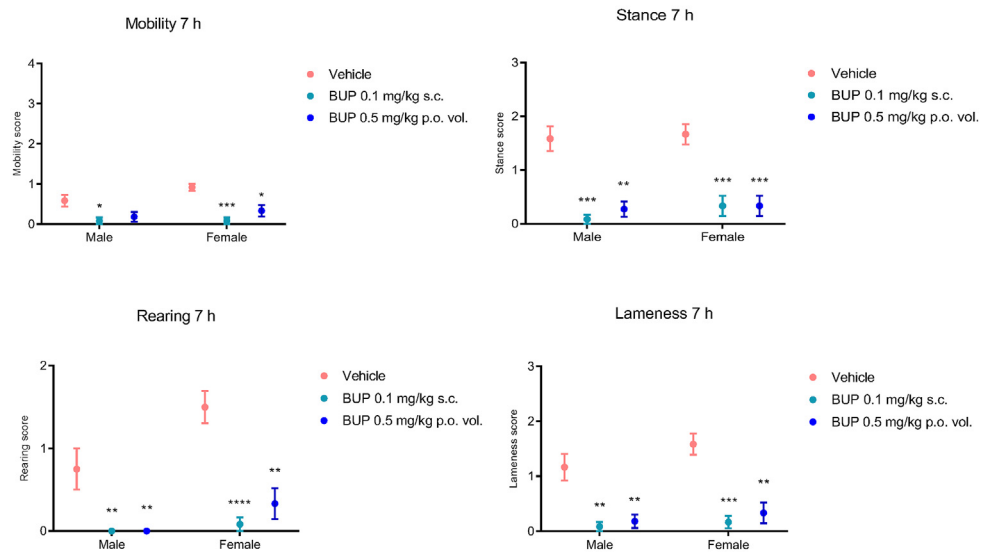 Mobility 7 h
Mobility score
4
3
2
1
0
*
***
*
Male
Female
Vehicle
BUP 0.1 mg/kg s.c.
BUP 0.5 mg/kg p.o. vol.
Stance 7 h
Stance score
3
2
1
0
***
**
***
***
Male
Female
Vehicle
BUP 0.1 mg/kg s.c.
BUP 0.5 mg/kg p.o. vol.
Rearing 7 h
Rearing score
2
1
0
**
**
****
**
Male
Female
Vehicle
BUP 0.1 mg/kg s.c.
BUP 0.5 mg/kg p.o. vol.
Lameness 7 h
Lameness score
3
2
1
0
**
**
***
**
Male
Female
Vehicle
BUP 0.1 mg/kg s.c.
BUP 0.5 mg/kg p.o. vol.